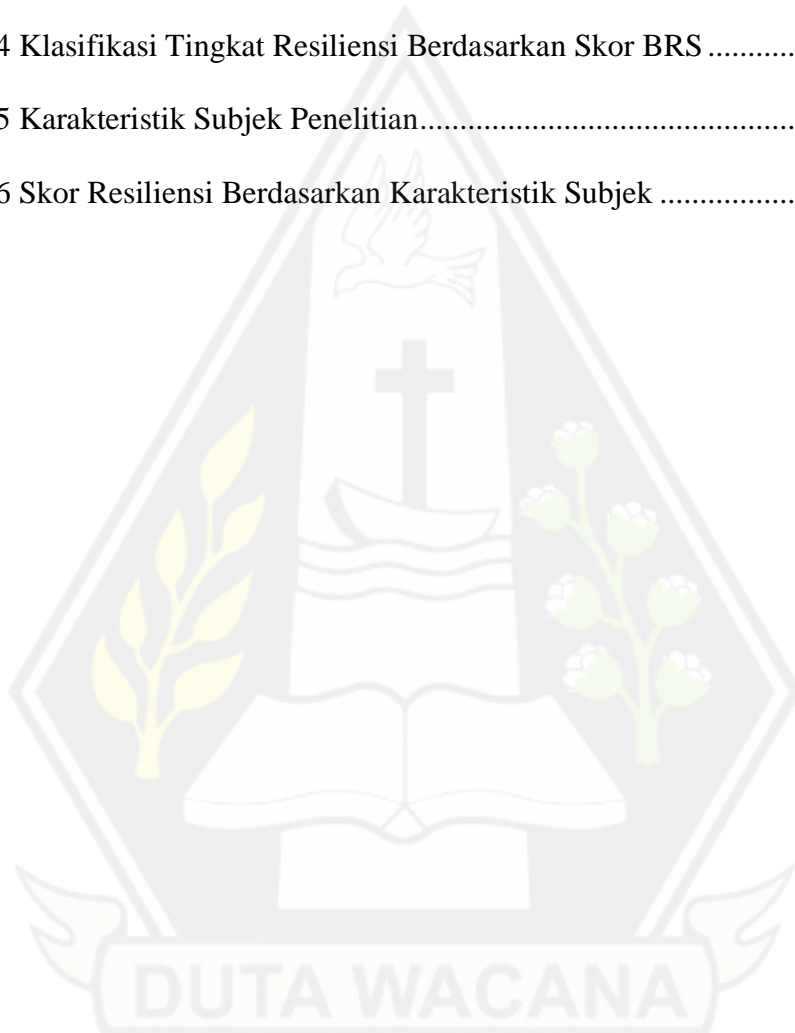 4 Klasifikasi Tingkat Resiliensi Berdasarkan Skor BRS ...........
5 Karakteristik Subjek Penelitian................................................
6 Skor Resiliensi Berdasarkan Karakteristik Subjek .................
DUTA WACANA